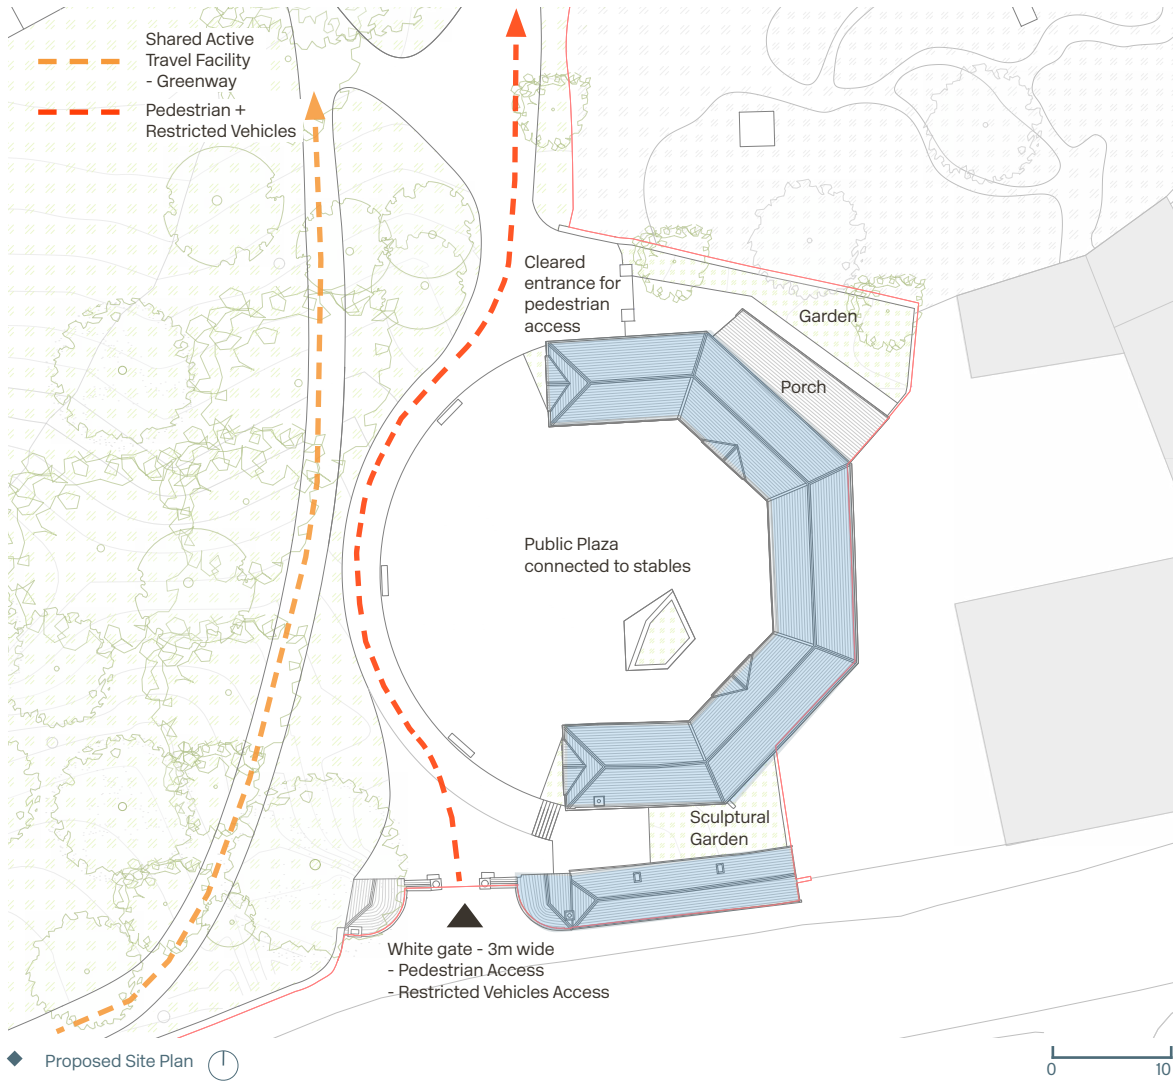 Shared Active
Travel Facility
- Greenway
Pedestrian +
Restricted Vehicles
Cleared
entrance for
pedestrian
access
Garden
Porch
Public Plaza
connected to stables
Sculptural
Garden
White gate - 3m wide
- Pedestrian Access
- Restricted Vehicles Access
Proposed Site Plan
0
10